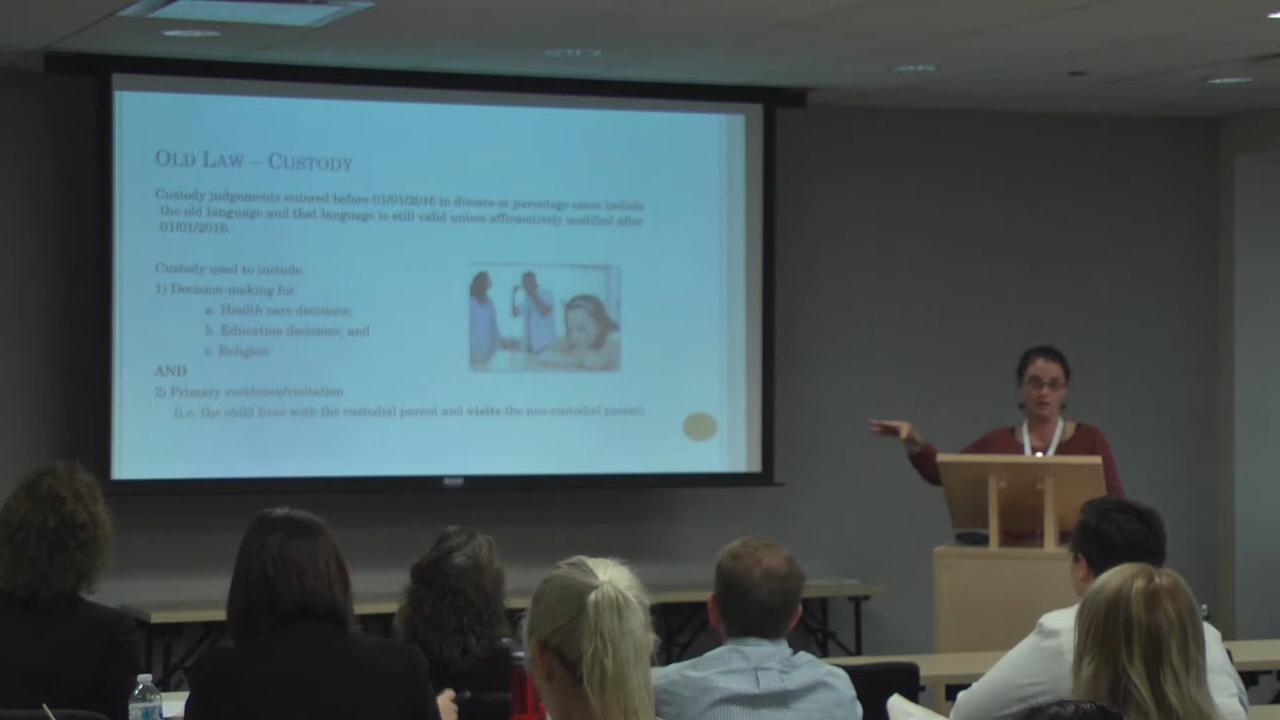 OLD LAW – CUSTODY
Custody judgements entered before 01/01/2016 in divorce or parentage cases include
the old language and that language is still valid unless affirmatively modified after
01/01/2016.
Custody used to include:
1) Decision-making for:
a. Health care decisions;
b. Education decisions; and
c. Religion
AND
2) Primary residence/visitation
(i.e. the child lives with the custodial parent and visits the non-custodial parent)